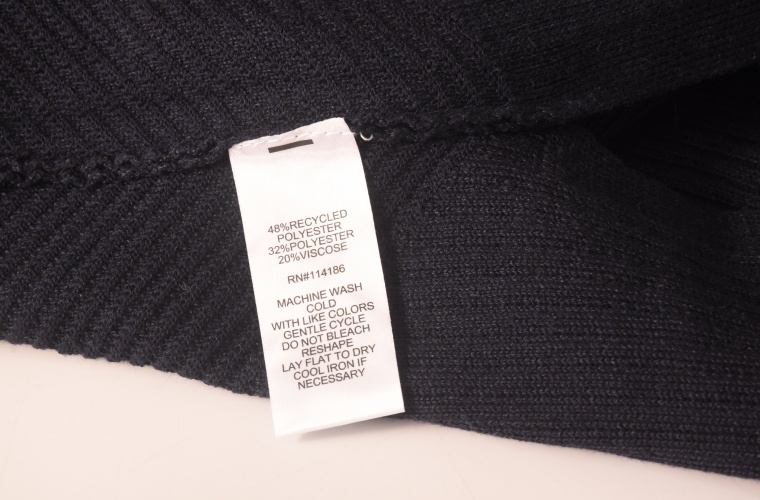 48%RECYCLED
POLYESTER
32%POLYESTER
20%VISCOSE
RN#114186
MACHINE WASH
COLD
WITH LIKE COLORS
GENTLE CYCLE
DO NOT BLEACH
RESHAPE
LAY FLAT TO DRY
COOL IRON IF
NECESSARY